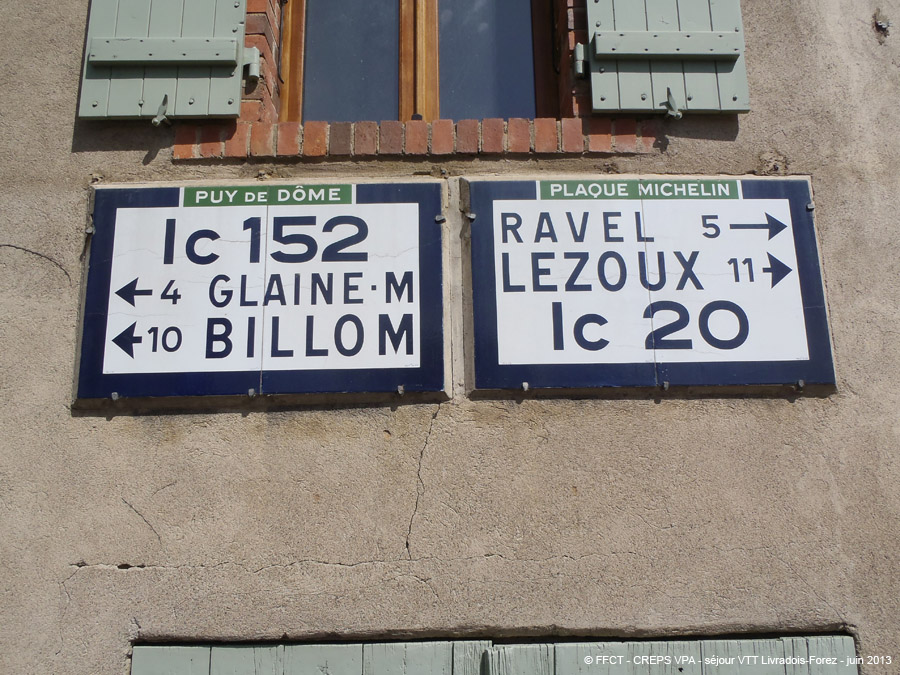 PUY DE DÔME
Ic 152
4 GLAINE-M
10 BILLOM
PLAQUE MICHELIN
RAVEL 5
LEZOUX 11
Ic 20
© FFCT - CREPS VPA - séjour VTT Livradois-Forez - juin 2013